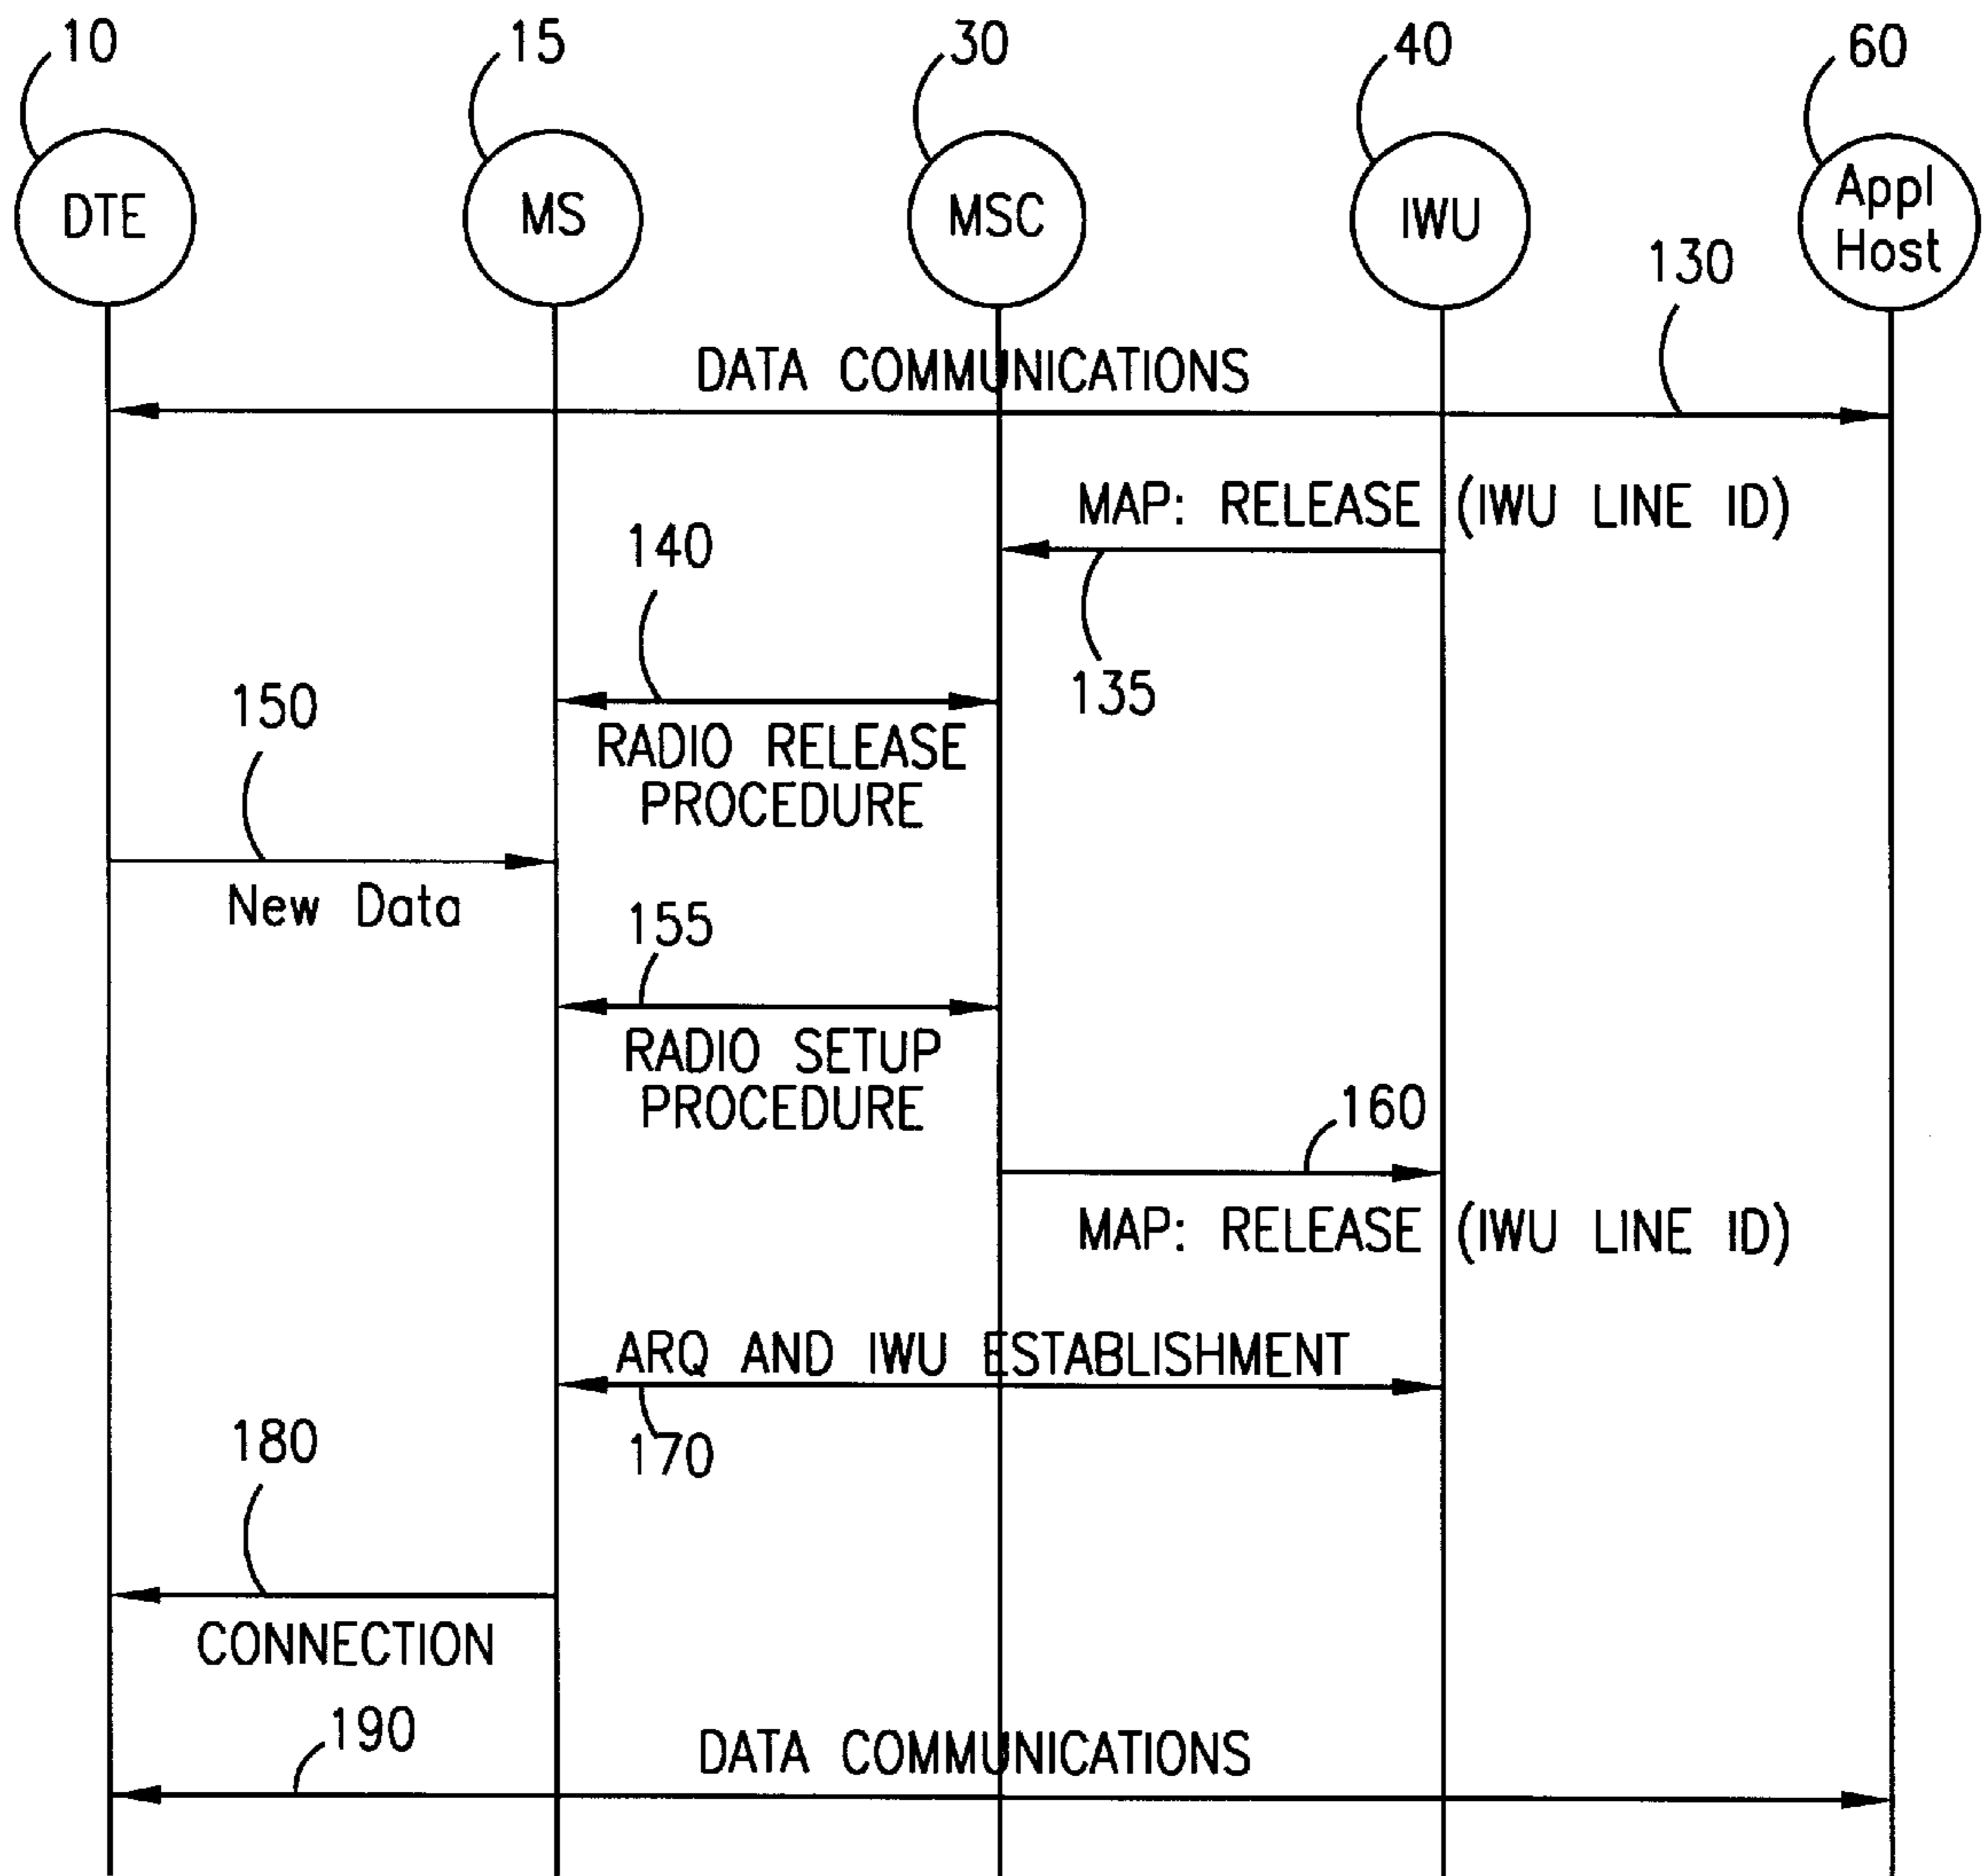 10
15
30
40
60
DTE
MS
MSC
IWU
Appl
Host
130
DATA COMMUNICATIONS
MAP: RELEASE (IWU LINE ID)
140
135
150
RADIO RELEASE
PROCEDURE
New Data
155
RADIO SETUP
PROCEDURE
160
MAP: RELEASE (IWU LINE ID)
ARQ AND IWU ESTABLISHMENT
180
170
CONNECTION
190
DATA COMMUNICATIONS